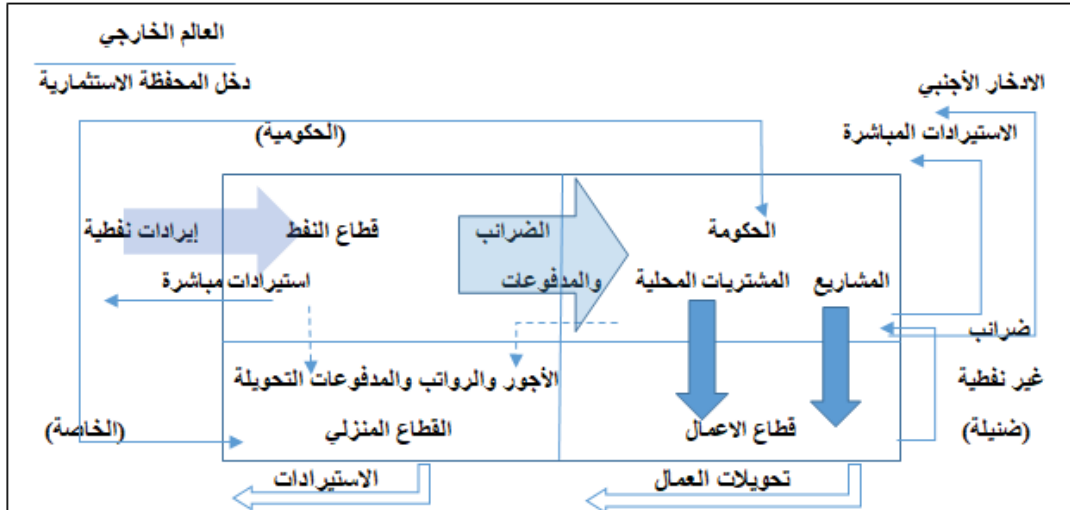 العالم الخارجي
دخل المحفظة الاستثمارية
الادخار الأجنبي
(الحكومية)
الاستيرادات المباشرة
إيرادات نفطية
قطاع النفط
الضرائب
الحكومة
والمدفوعات
المشتريات المحلية
المشاريع
استيرادات مباشرة
ضرائب
الأجور والرواتب والمدفوعات التحويلة
غير نفطية
(الخاصة)
القطاع المنزلي
قطاع الاعمال
(ضئيلة)
الاستيرادات
تحويلات العمال